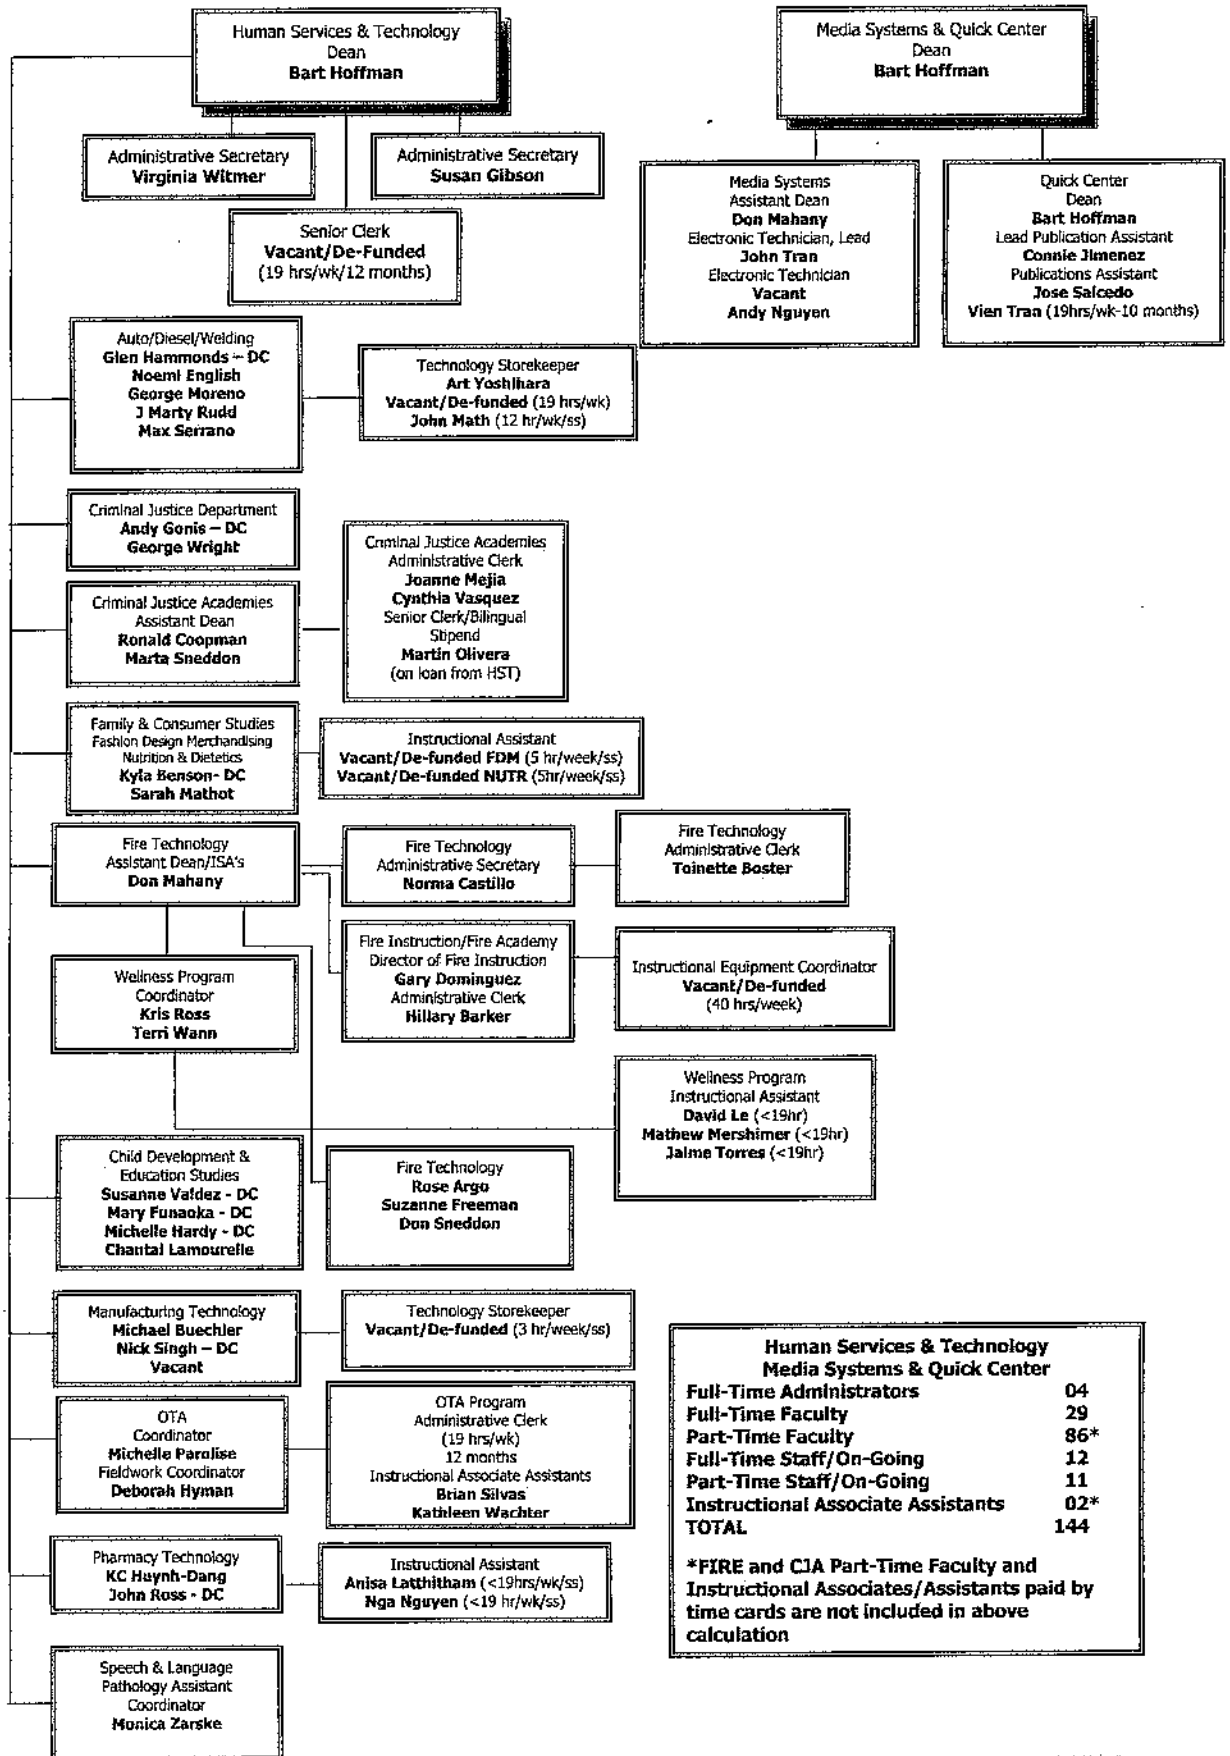 Human Services & Technology
Dean
Bart Hoffman
Media Systems & Quick Center
Dean
Bart Hoffman
Administrative Secretary
Virginia Witmer
Administrative Secretary
Susan Gibson
Senior Clerk
Vacant/De-Funded
(19 hrs/wk/12 months)
Media Systems
Assistant Dean
Don Mahany
Electronic Technician, Lead
John Tran
Electronic Technician
Vacant
Andy Nguyen
Quick Center
Dean
Bart Hoffman
Lead Publication Assistant
Connie Jimenez
Publications Assistant
Jose Salcedo
Vien Tran (19hrs/wk-10 months)
Auto/Diesel/Welding
Glen Hammonds – DC
Noemi English
George Moreno
J Marty Rudd
Max Serrano
Technology Storekeeper
Art Yoshihara
Vacant/De-funded (19 hrs/wk)
John Math (12 hr/wk/ss)
Criminal Justice Department
Andy Gonis – DC
George Wright
Criminal Justice Academies
Assistant Dean
Ronald Coopman
Marta Sneddon
Criminal Justice Academies
Administrative Clerk
Joanne Mejia
Cynthia Vasquez
Senior Clerk/Bilingual
Stipend
Martin Olivera
(on loan from HST)
Family & Consumer Studies
Fashion Design Merchandising
Nutrition & Dietetics
Kyla Benson- DC
Sarah Mathot
Instructional Assistant
Vacant/De-funded FDM (5 hr/week/ss)
Vacant/De-funded NUTR (5hr/week/ss)
Fire Technology
Assistant Dean/ISA's
Don Mahany
Fire Technology
Administrative Secretary
Norma Castillo
Fire Technology
Administrative Clerk
Toinette Boster
Fire Instruction/Fire Academy
Director of Fire Instruction
Gary Dominguez
Administrative Clerk
Hillary Barker
Instructional Equipment Coordinator
Vacant/De-funded
(40 hrs/week)
Wellness Program
Coordinator
Kris Ross
Terri Wann
Wellness Program
Instructional Assistant
David Le (<19hr)
Mathew Mershimer (<19hr)
Jaime Torres (<19hr)
Child Development &
Education Studies
Susanne Valdez - DC
Mary Funaoka - DC
Michelle Hardy - DC
Chantal Lamourelle
Fire Technology
Rose Argo
Suzanne Freeman
Don Sneddon
Manufacturing Technology
Michael Buechler
Nick Singh – DC
Vacant
Technology Storekeeper
Vacant/De-funded (3 hr/week/ss)
OTA
Coordinator
Michelle Parolise
Fieldwork Coordinator
Deborah Hyman
OTA Program
Administrative Clerk
(19 hrs/wk)
12 months
Instructional Associate Assistants
Brian Silvas
Kathleen Wachter
Pharmacy Technology
KC Huynh-Dang
John Ross - DC
Instructional Assistant
Anisa Latthitham (<19hrs/wk/ss)
Nga Nguyen (<19 hr/wk/ss)
Speech & Language
Pathology Assistant
Coordinator
Monica Zarske
Human Services & Technology
Media Systems & Quick Center
Full-Time Administrators 04
Full-Time Faculty 29
Part-Time Faculty 86*
Full-Time Staff/On-Going 12
Part-Time Staff/On-Going 11
Instructional Associate Assistants 02*
TOTAL 144
*FIRE and CJA Part-Time Faculty and
Instructional Associates/Assistants paid by
time cards are not included in above
calculation